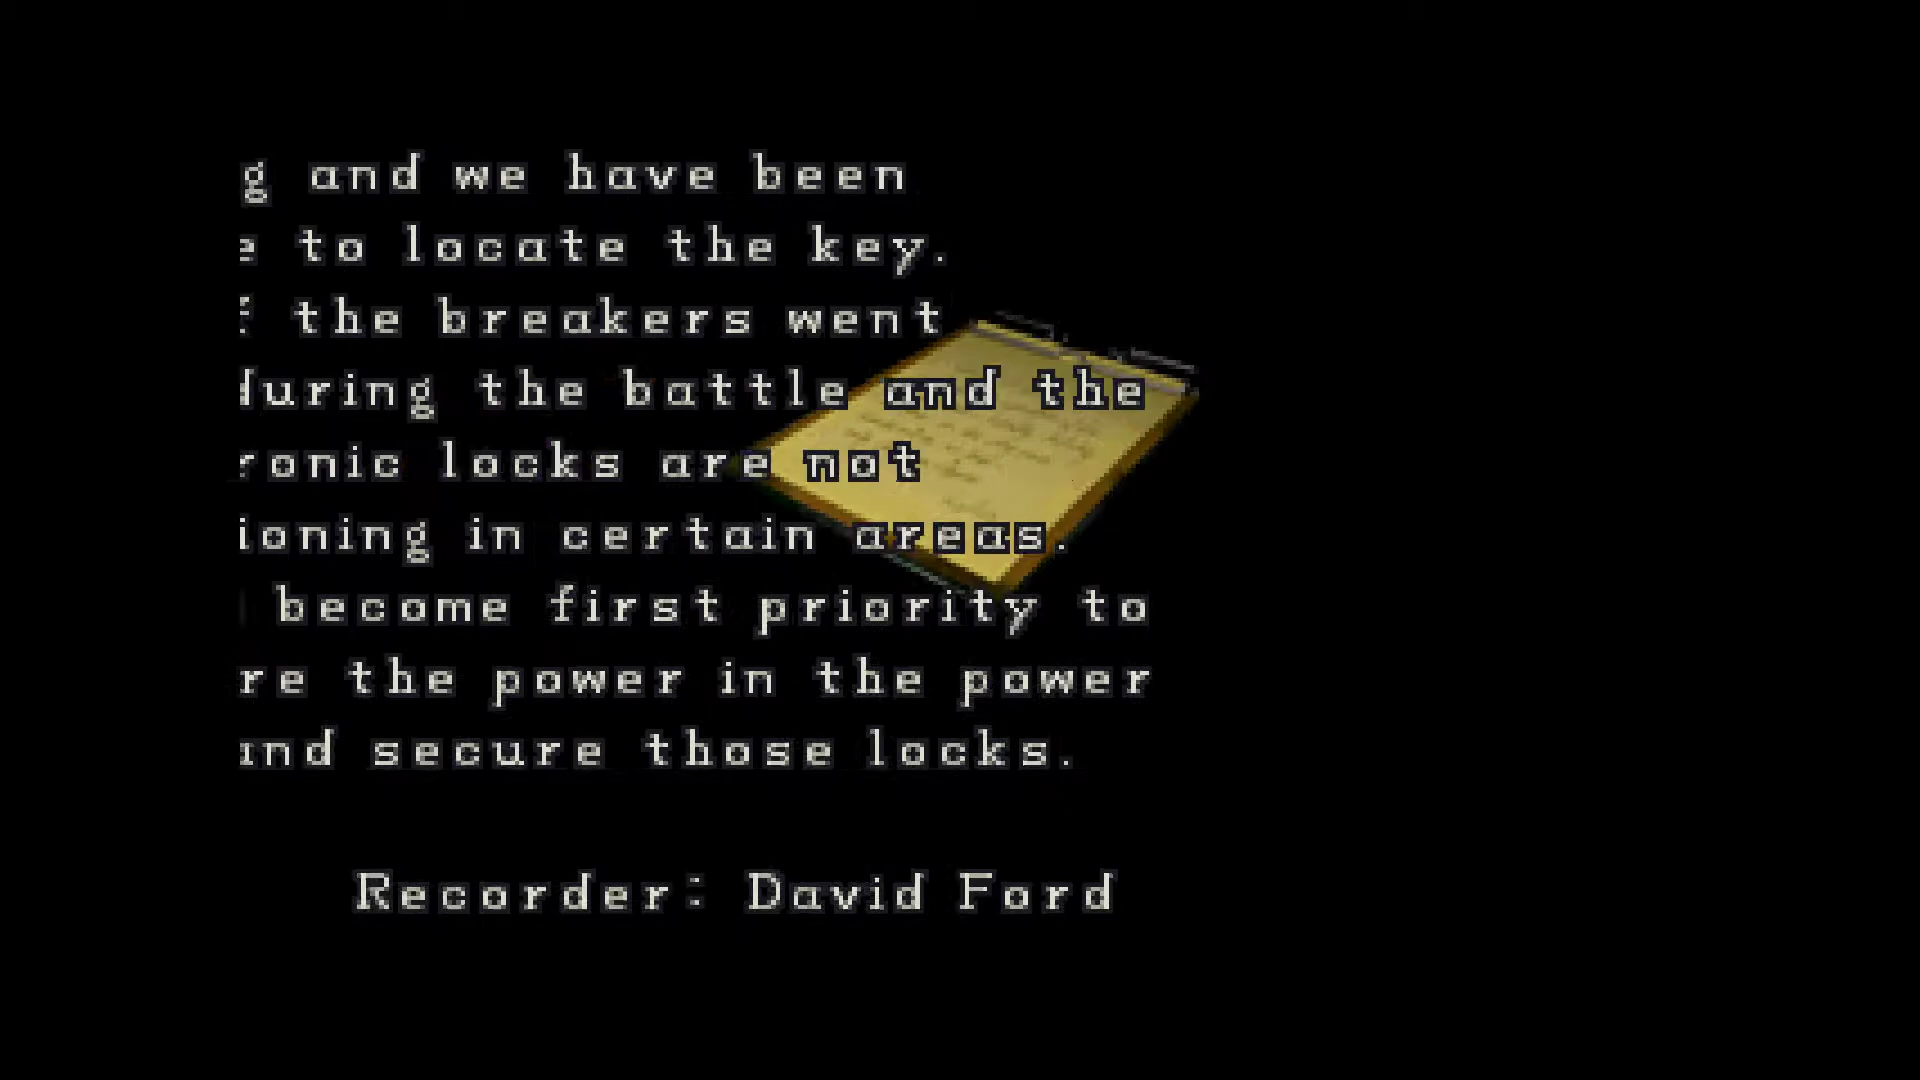 g and we have been
e to locate the key.
f the breakers went
during the battle and the
ronic locks are not
ioning in certain areas.
become first priority to
re the power in the power
and secure those locks.
Recorder: David Ford